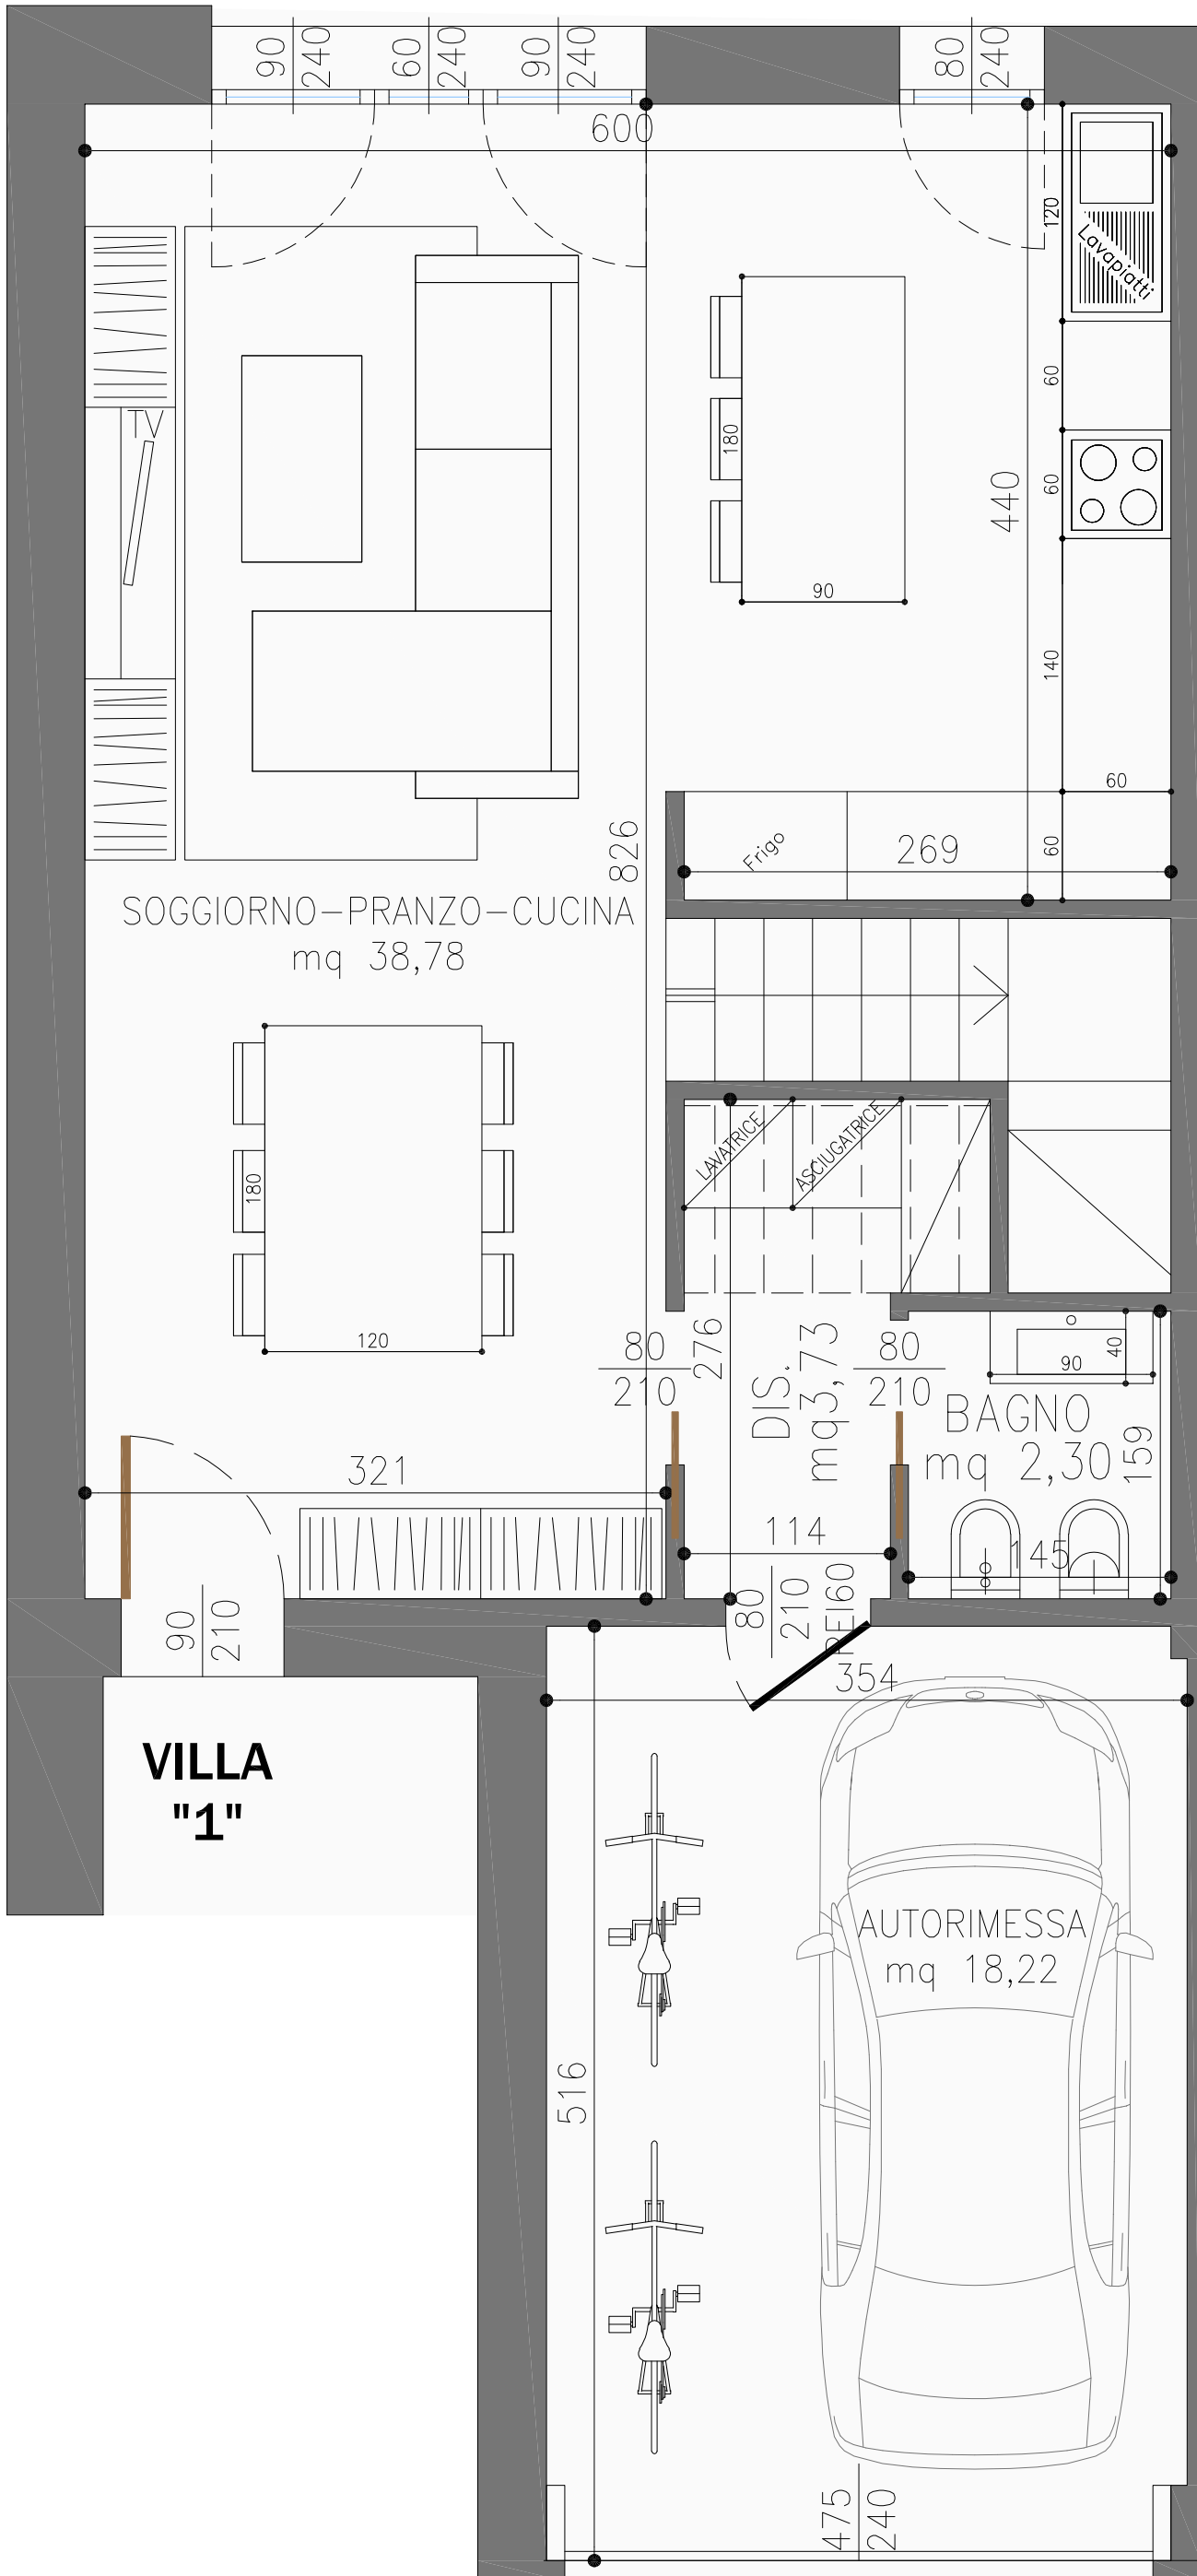 90
240
60
240
90
240
80
240
600
120
Lavapiatti
60
TV
180
440
60
90
140
60
826
Frigo
269
60
SOGGIORNO-PRANZO-CUCINA
mq 38,78
LAVATRICE
ASCIUGATRICE
180
120
80
210
276
DIS.
mq3,73
80
210
40
90
BAGNO
mq 2,30
159
321
114
145
90
210
80
210
REI60
354
VILLA
"1"
AUTORIMESSA
mq 18,22
516
475
240